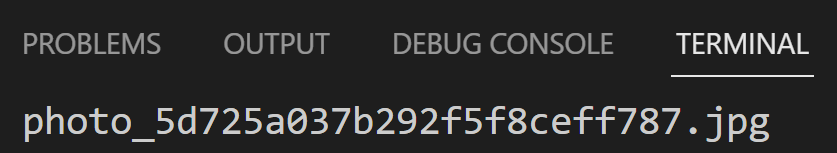 PROBLEMS OUTPUT DEBUG CONSOLE TERMINAL
photo_5d725a037b292f5f8ceff787.jpg